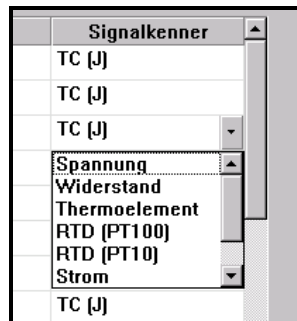 Signalkenner
TC (J)
TC (J)
TC (J)
Spannung
Widerstand
Thermoelement
RTD (PT100)
RTD (PT10)
Strom
TC (J)